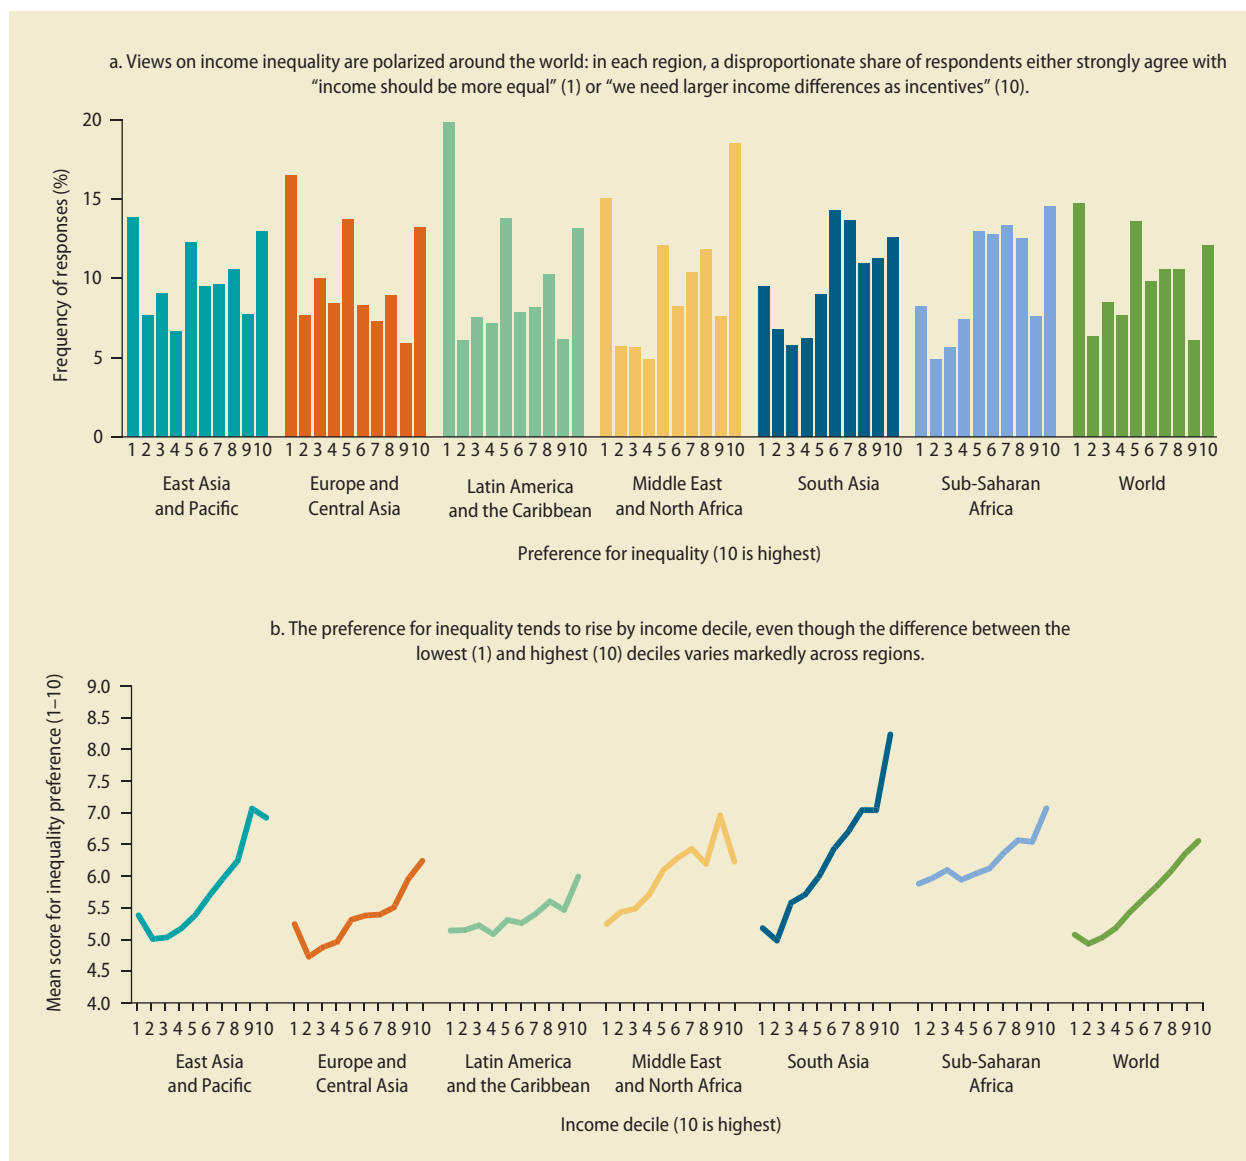 a. Views on income inequality are polarized around the world: in each region, a disproportionate share of respondents either strongly agree with
“income should be more equal” (1) or “we need larger income differences as incentives” (10).
Frequency of responses (%)
20
15
10
5
0
1 2 3 4 5 6 7 8 9 10
1 2 3 4 5 6 7 8 9 10
1 2 3 4 5 6 7 8 9 10
1 2 3 4 5 6 7 8 9 10
1 2 3 4 5 6 7 8 9 10
1 2 3 4 5 6 7 8 9 10
1 2 3 4 5 6 7 8 9 10
East Asia
and Pacific
Europe and
Central Asia
Latin America
and the Caribbean
Middle East
and North Africa
South Asia
Sub-Saharan
Africa
World
Preference for inequality (10 is highest)
b. The preference for inequality tends to rise by income decile, even though the difference between the
lowest (1) and highest (10) deciles varies markedly across regions.
Mean score for inequality preference (1–10)
9.0
8.5
8.0
7.5
7.0
6.5
6.0
5.5
5.0
4.5
4.0
1 2 3 4 5 6 7 8 9 10
1 2 3 4 5 6 7 8 9 10
1 2 3 4 5 6 7 8 9 10
1 2 3 4 5 6 7 8 9 10
1 2 3 4 5 6 7 8 9 10
1 2 3 4 5 6 7 8 9 10
1 2 3 4 5 6 7 8 9 10
East Asia
and Pacific
Europe and
Central Asia
Latin America
and the Caribbean
Middle East
and North Africa
South Asia
Sub-Saharan
Africa
World
Income decile (10 is highest)